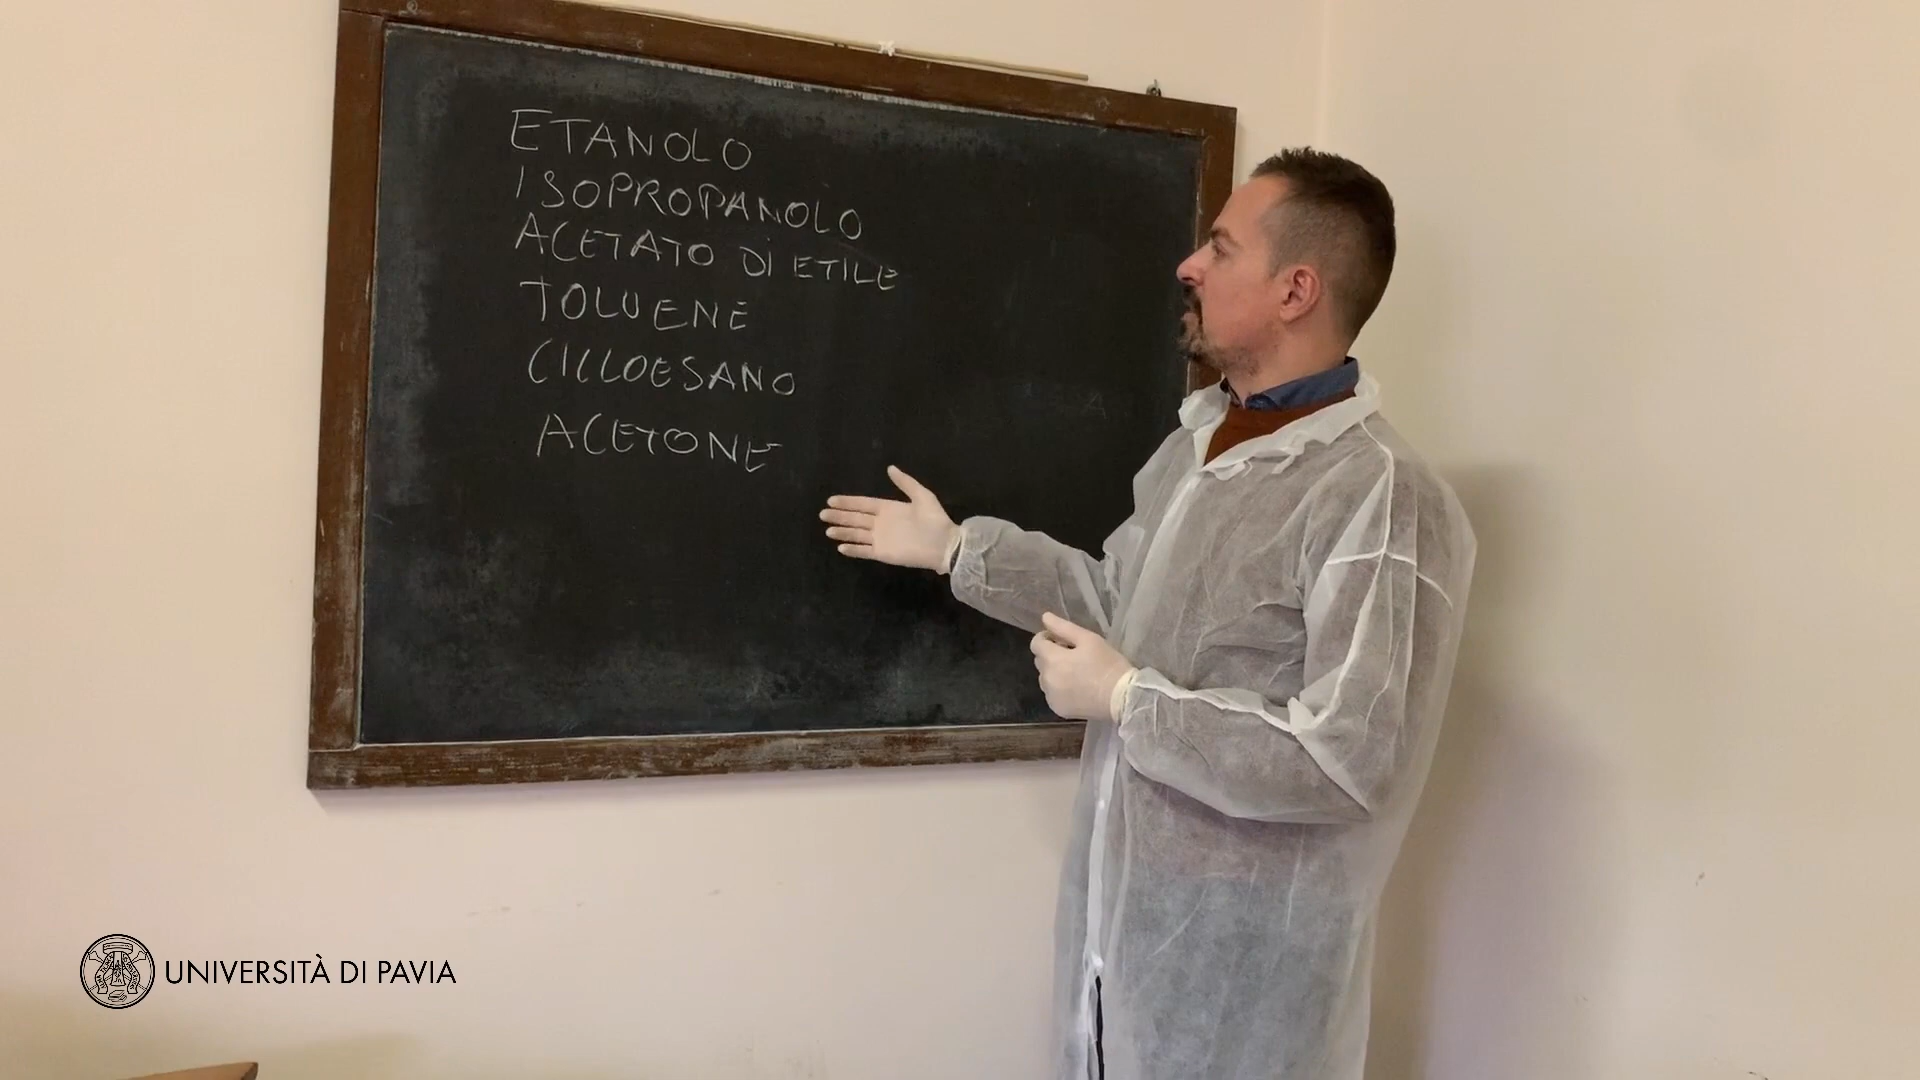 ETANOLO
ISOPROPANOLO
ACETATO DI ETILE
TOLUENE
CICLOESANO
ACETONE
UNIVERSITÀ DI PAVIA